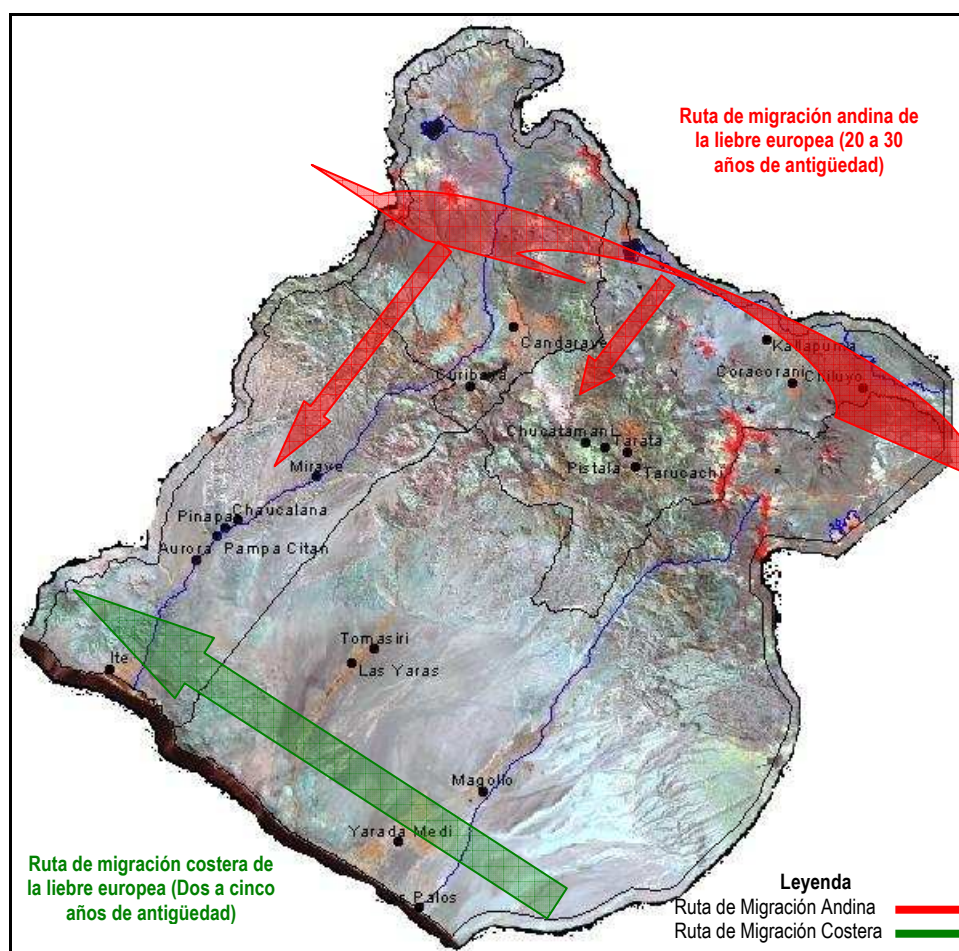 Ruta de migración andina de
la liebre europea (20 a 30
años de antigüedad)
Candarave
Kallapuma
Curibaya
Coracorani
Chiluyo
Chucatamani
Tarata
Mirave
Pistala
Tarucachi
Chaucalana
Pinapa
Aurora
Pampa Citan
Tomasiri
Ite
Las Yaras
Magollo
Yarada Medi
Palos
Ruta de migración costera de
la liebre europea (Dos a cinco
años de antigüedad)
Leyenda
Ruta de Migración Andina
Ruta de Migración Costera